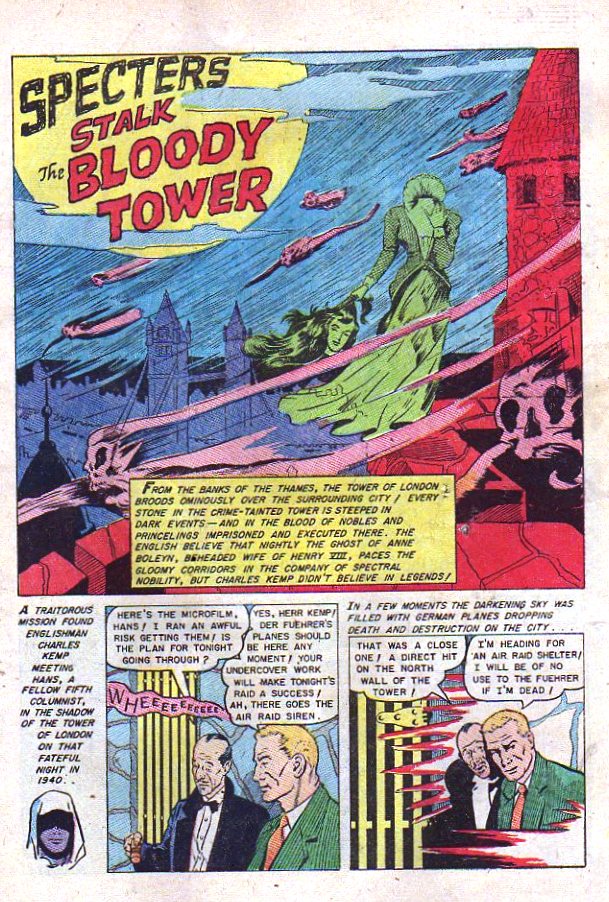 SPECTERS
STALK
The BLOODY
TOWER
FROM THE BANKS OF THE THAMES, THE TOWER OF LONDON
BROODS OMINOUSLY OVER THE SURROUNDING CITY! EVERY
STONE IN THE CRIME-TAINTED TOWER IS STEEPED IN
DARK EVENTS—AND IN THE BLOOD OF NOBLES AND
PRINCELINGS IMPRISONED AND EXECUTED THERE. THE
ENGLISH BELIEVE THAT NIGHTLY THE GHOST OF ANNE
BOLEYN, BEHEADED WIFE OF HENRY VIII, PACES THE
GLOOMY CORRIDORS IN THE COMPANY OF SPECTRAL
NOBILITY, BUT CHARLES KEMP DIDN'T BELIEVE IN LEGENDS!
A TRAITOROUS
MISSION FOUND
ENGLISHMAN
CHARLES
KEMP
MEETING
HANS, A
FELLOW FIFTH
COLUMNIST,
IN THE SHADOW
OF THE TOWER
OF LONDON
ON THAT
FATEFUL
NIGHT IN
1940..
HERE'S THE MICROFILM,
HANS! I RAN AN AWFUL
RISK GETTING THEM! IS
THE PLAN FOR TONIGHT
GOING THROUGH?
YES, HERR KEMP!
DER FUEHRER'S
PLANES SHOULD
BE HERE ANY
MOMENT! YOUR
UNDERCOVER WORK
WILL MAKE TONIGHT'S
RAID A SUCCESS!
AH, THERE GOES THE
AIR RAID SIREN.
WHEEEEEEEEEE
IN A FEW MOMENTS THE DARKENING SKY WAS
FILLED WITH GERMAN PLANES DROPPING
DEATH AND DESTRUCTION ON THE CITY....
THAT WAS A CLOSE
ONE! A DIRECT HIT
ON THE NORTH
WALL OF THE
TOWER!
I'M HEADING FOR
AN AIR RAID SHELTER!
I WILL BE OF NO
USE TO THE FUEHRER
IF I'M DEAD!